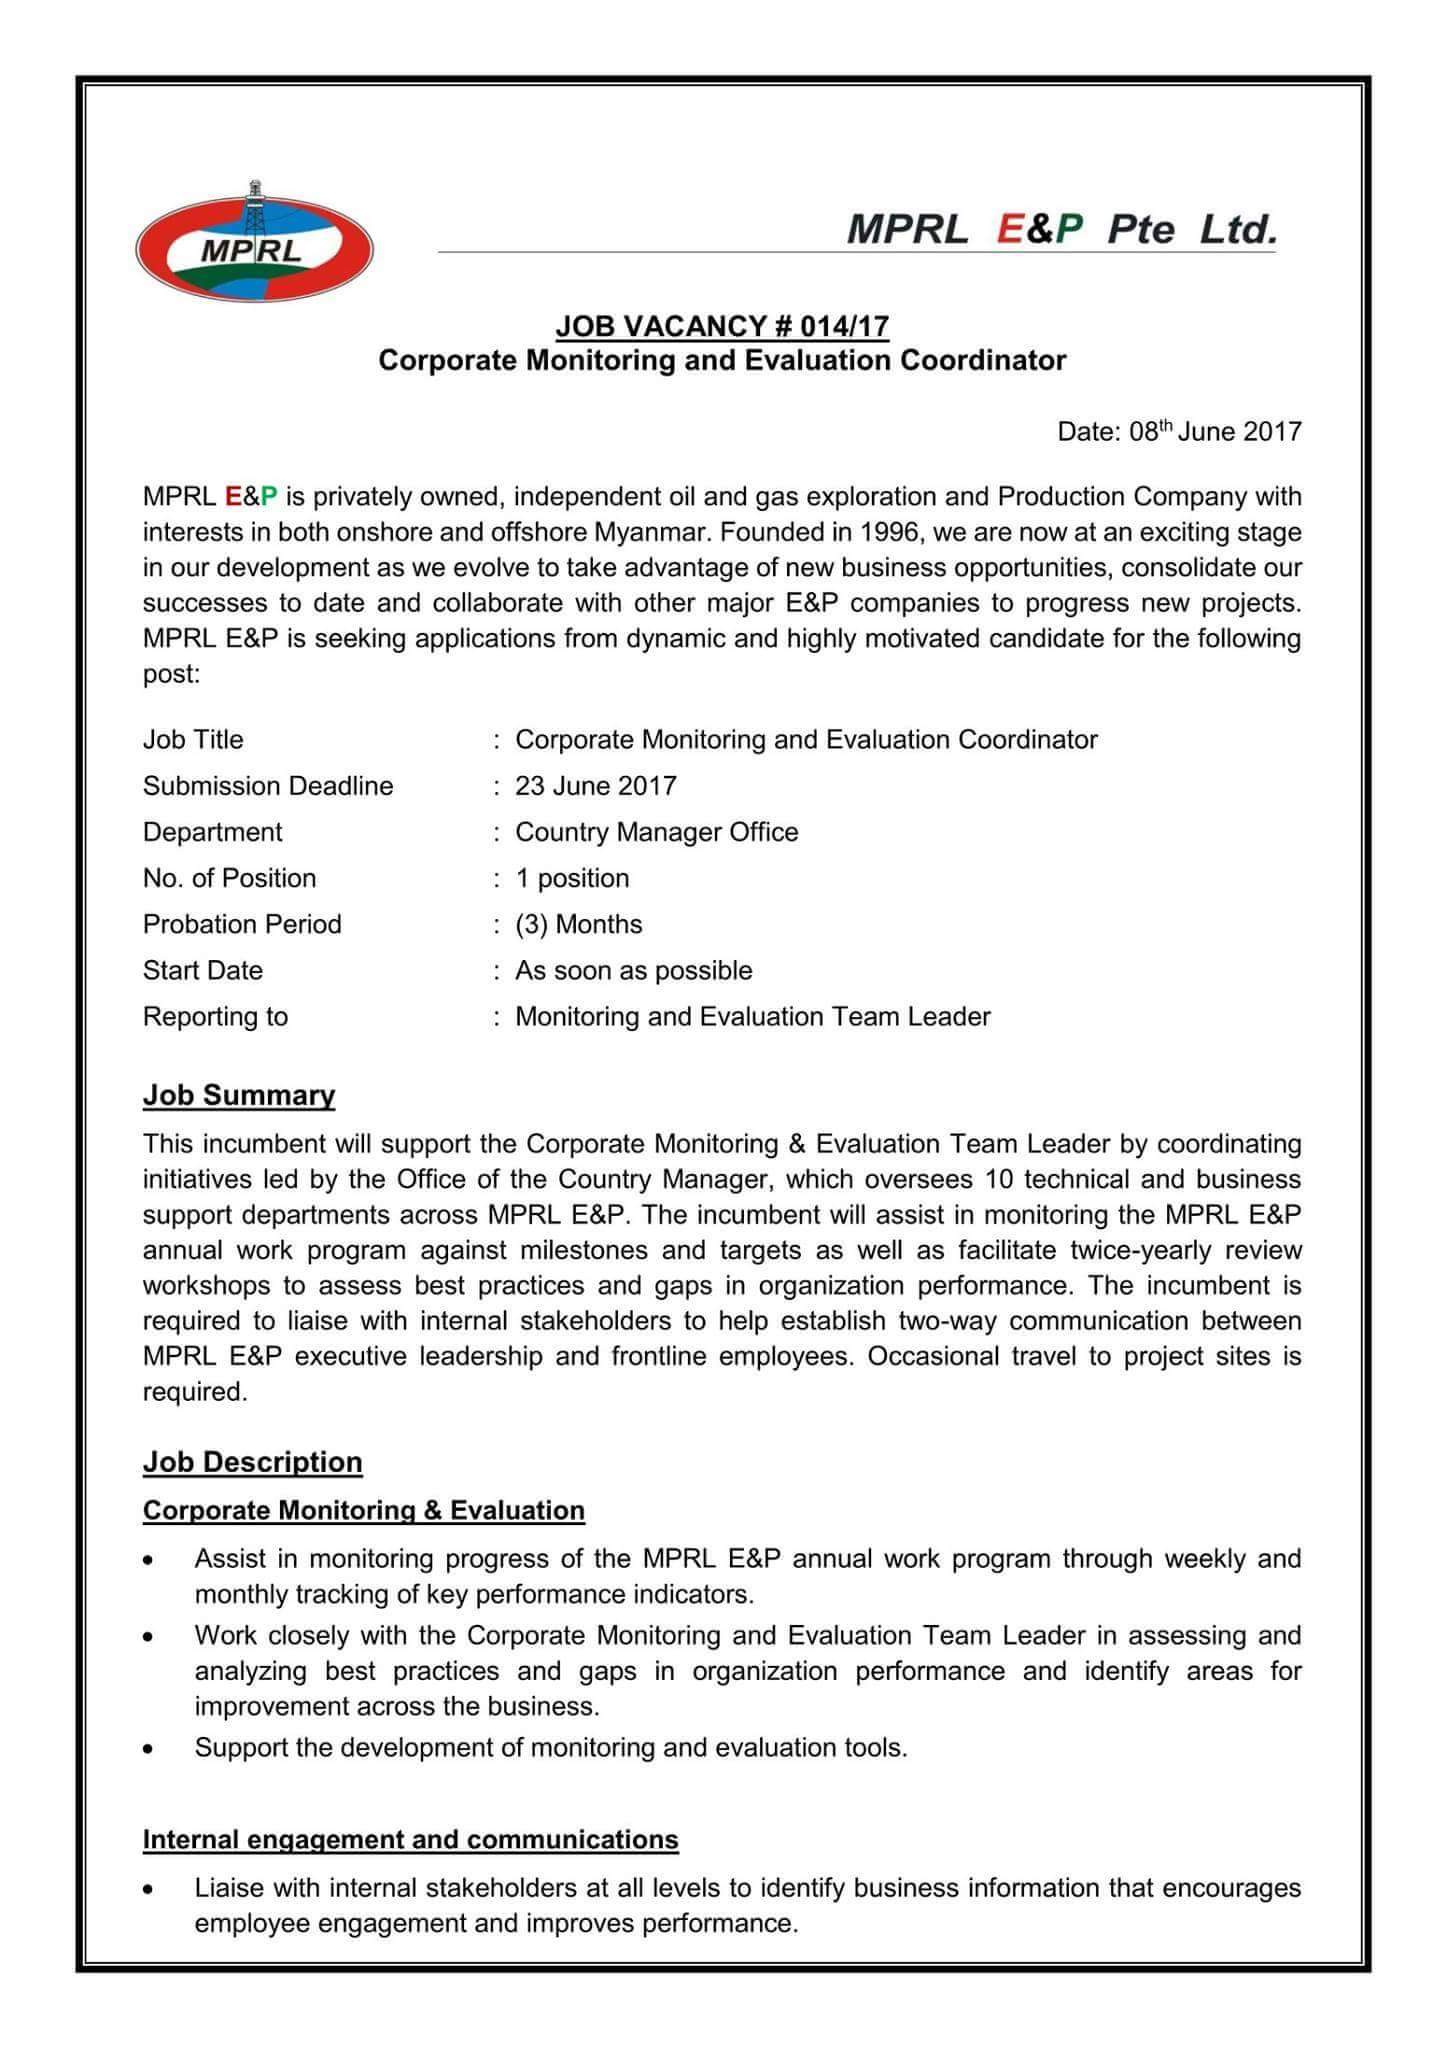 MPRL
MPRL E&P Pte Ltd.
JOB VACANCY # 014/17
Corporate Monitoring and Evaluation Coordinator
Date: 08th June 2017
MPRL E&P is privately owned, independent oil and gas exploration and Production Company with
interests in both onshore and offshore Myanmar. Founded in 1996, we are now at an exciting stage
in our development as we evolve to take advantage of new business opportunities, consolidate our
successes to date and collaborate with other major E&P companies to progress new projects.
MPRL E&P is seeking applications from dynamic and highly motivated candidate for the following
post:
Job Title : Corporate Monitoring and Evaluation Coordinator
Submission Deadline : 23 June 2017
Department : Country Manager Office
No. of Position : 1 position
Probation Period : (3) Months
Start Date : As soon as possible
Reporting to : Monitoring and Evaluation Team Leader
Job Summary
This incumbent will support the Corporate Monitoring & Evaluation Team Leader by coordinating
initiatives led by the Office of the Country Manager, which oversees 10 technical and business
support departments across MPRL E&P. The incumbent will assist in monitoring the MPRL E&P
annual work program against milestones and targets as well as facilitate twice-yearly review
workshops to assess best practices and gaps in organization performance. The incumbent is
required to liaise with internal stakeholders to help establish two-way communication between
MPRL E&P executive leadership and frontline employees. Occasional travel to project sites is
required.
Job Description
Corporate Monitoring & Evaluation
• Assist in monitoring progress of the MPRL E&P annual work program through weekly and
monthly tracking of key performance indicators.
• Work closely with the Corporate Monitoring and Evaluation Team Leader in assessing and
analyzing best practices and gaps in organization performance and identify areas for
improvement across the business.
• Support the development of monitoring and evaluation tools.
Internal engagement and communications
• Liaise with internal stakeholders at all levels to identify business information that encourages
employee engagement and improves performance.